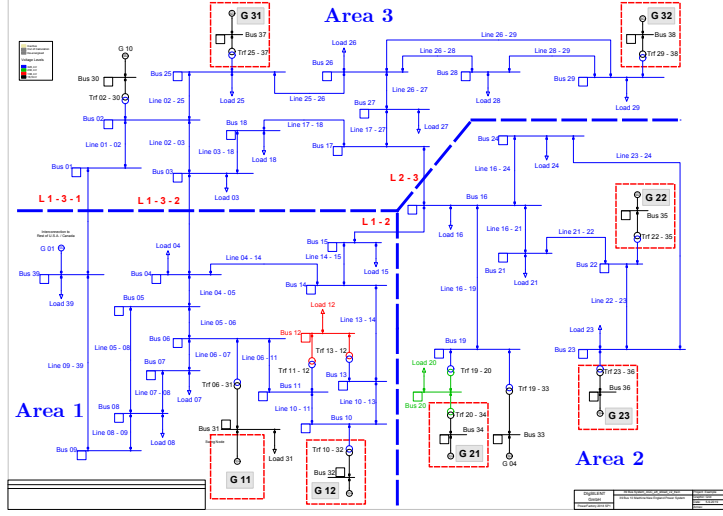 Area 3
G 31
Bus 37
Trf 25 - 37
G 32
Bus 38
Trf 29 - 38
G 10
Bus 30
Trf 02 - 30
Bus 25
Load 25
Line 02 - 25
Line 25 - 26
Load 26
Bus 26
Line 26 - 27
Line 26 - 28
Line 26 - 29
Line 28 - 29
Bus 28
Load 28
Bus 29
Load 29
Bus 27
Load 27
Line 17 - 27
Bus 02
Line 01 - 02
Line 02 - 03
Bus 18
Line 17 - 18
Load 18
Line 03 - 18
Bus 17
Bus 01
Bus 03
Load 03
L 1 - 3 - 1
L 1 - 3 - 2
L 2 - 3
L 1 - 2
Bus 24
Line 16 - 24
Load 24
Line 23 - 24
G 22
Bus 35
Trf 22 - 35
Bus 16
Load 16
Line 16 - 21
Line 21 - 22
Bus 21
Load 21
Bus 22
Line 22 - 23
Line 16 - 19
Interconnection to
Rest of U.S.A. / Canada
G 01
Bus 39
Load 39
Load 04
Bus 04
Line 04 - 14
Line 14 - 15
Bus 15
Load 15
Bus 14
Line 04 - 05
Bus 05
Line 05 - 06
Load 12
Line 13 - 14
Bus 06
Line 05 - 08
Line 06 - 07
Line 06 - 11
Bus 12
Trf 13 - 12
Trf 11 - 12
Bus 13
Line 09 - 39
Bus 07
Line 07 - 08
Load 07
Trf 06 - 31
Bus 11
Line 10 - 11
Line 10 - 13
Bus 08
Line 08 - 09
Load 08
Bus 31
Load 31
Bus 10
Trf 10 - 32
Bus 32
Bus 09
G 11
G 12
Area 1
Bus 19
Load 20
Trf 19 - 20
Bus 20
Trf 19 - 33
Trf 20 - 34
Bus 34
Bus 33
G 21
G 04
Load 23
Bus 23
Trf 23 - 36
Bus 36
G 23
Area 2
DIgSILENT